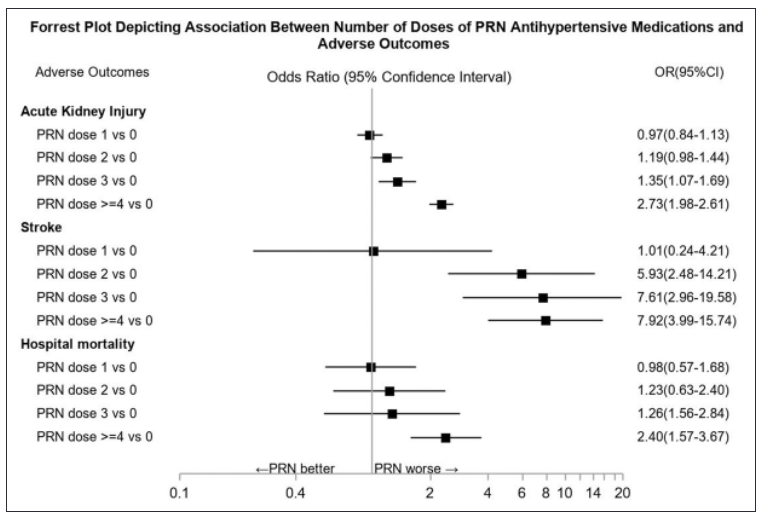 Forrest Plot Depicting Association Between Number of Doses of PRN Antihypertensive Medications and
Adverse Outcomes
Adverse Outcomes Odds Ratio (95% Confidence Interval) OR(95%CI)
Acute Kidney Injury
PRN dose 1 vs 0 0.97(0.84-1.13)
PRN dose 2 vs 0 1.19(0.98-1.44)
PRN dose 3 vs 0 1.35(1.07-1.69)
PRN dose >=4 vs 0 2.73(1.98-2.61)
Stroke
PRN dose 1 vs 0 1.01(0.24-4.21)
PRN dose 2 vs 0 5.93(2.48-14.21)
PRN dose 3 vs 0 7.61(2.96-19.58)
PRN dose >=4 vs 0 7.92(3.99-15.74)
Hospital mortality
PRN dose 1 vs 0 0.98(0.57-1.68)
PRN dose 2 vs 0 1.23(0.63-2.40)
PRN dose 3 vs 0 1.26(1.56-2.84)
PRN dose >=4 vs 0 2.40(1.57-3.67)
←PRN better PRN worse →
0.1 0.4 2 4 6 8 10 14 20